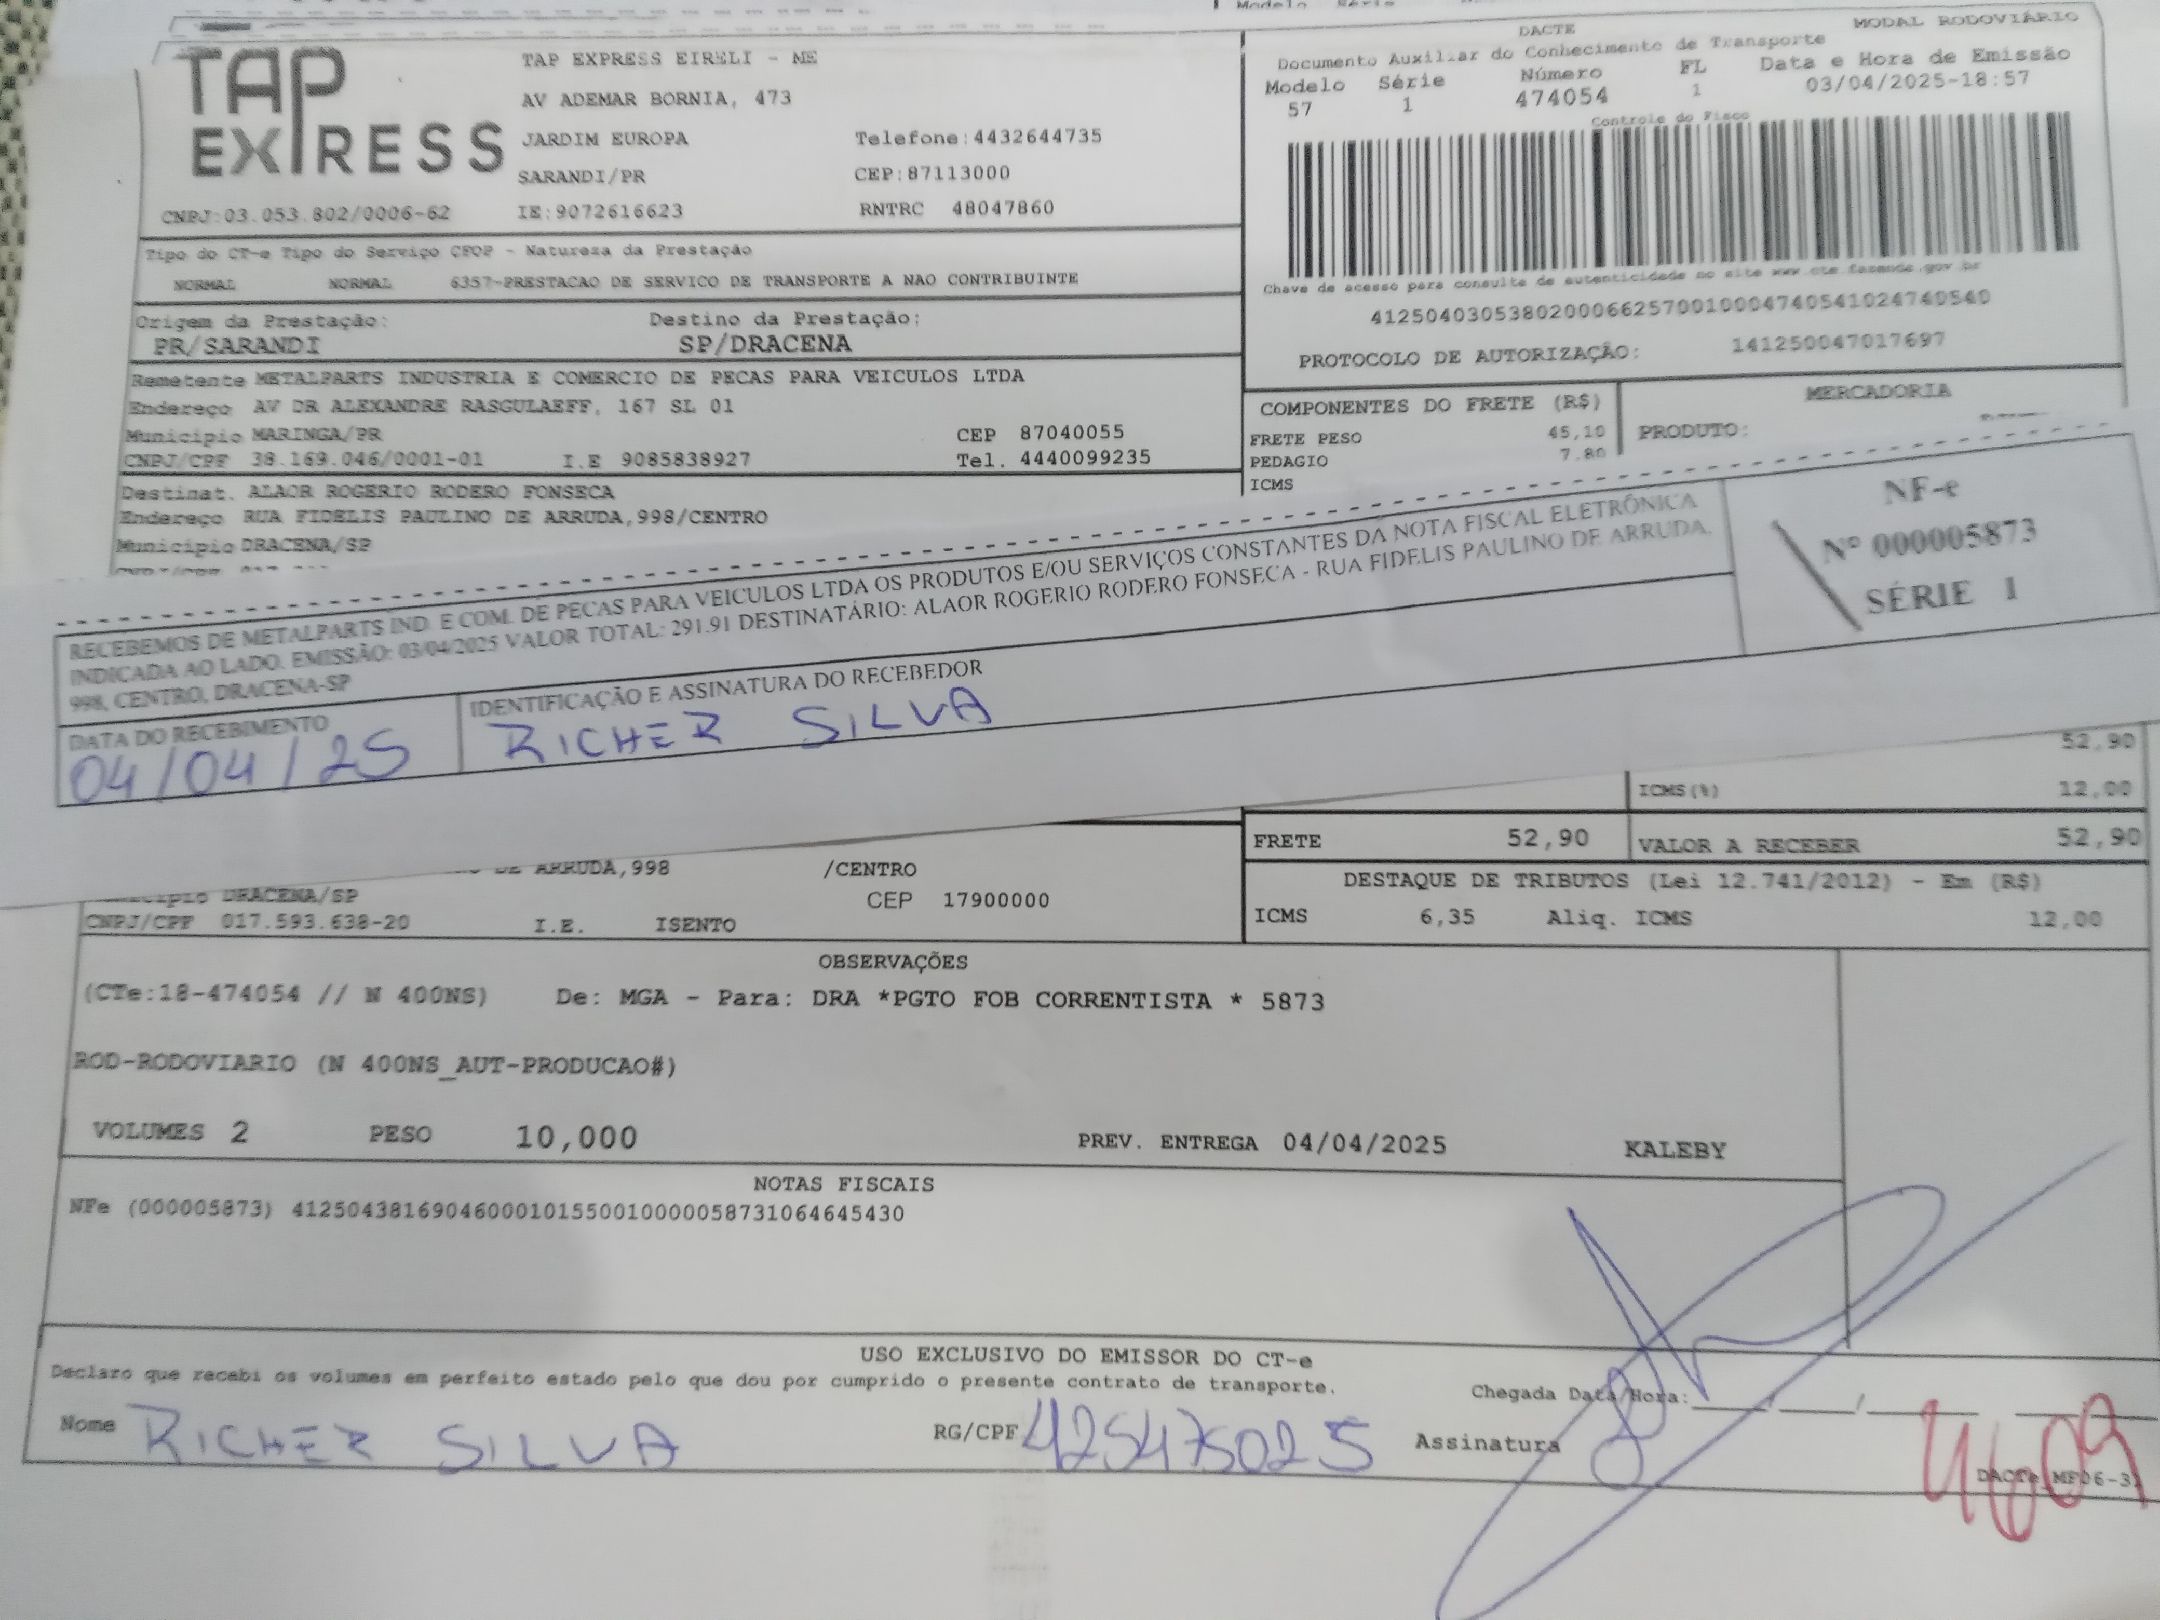 TAP EXPRESS
TAP EXPRESS EIRELI - ME
AV ADEMAR BORNIA, 473
JARDIM EUROPA Telefone:4432644735
SARANDI/PR CEP:87113000
CNPJ:03.053.802/0006-62 IE:9072616623 RNTRC 48047860
DACTE MODAL RODOVIÁRIO
Documento Auxiliar do Conhecimento de Transporte
Modelo Série Número FL Data e Hora de Emissão
57 1 474054 1 03/04/2025-18:57
Controle do Fisco
Chave de acesso para consulta de autenticidade no site www.cte.fazenda.gov.br
41250403053802000662570010004740541024740540
PROTOCOLO DE AUTORIZAÇÃO: 141250047017697
Tipo do CT-e Tipo do Serviço CFOP - Natureza da Prestação
NORMAL NORMAL 6357-PRESTACAO DE SERVICO DE TRANSPORTE A NAO CONTRIBUINTE
Origem da Prestação: Destino da Prestação:
PR/SARANDI SP/DRACENA
Remetente METALPARTS INDUSTRIA E COMERCIO DE PECAS PARA VEICULOS LTDA
Endereço AV DR ALEXANDRE RASGULAEFF, 167 SL 01
Município MARINGA/PR CEP 87040055
CNPJ/CPF 38.169.046/0001-01 I.E 9085838927 Tel. 4440099235
Destinat. ALAOR ROGERIO RODERO FONSECA
Endereço RUA FIDELIS PAULINO DE ARRUDA,998/CENTRO
Município DRACENA/SP
COMPONENTES DO FRETE (R$) MERCADORIA
FRETE PESO 45,10 PRODUTO:
PEDAGIO 7,80
ICMS
RECEBEMOS DE METALPARTS IND. E COM. DE PECAS PARA VEICULOS LTDA OS PRODUTOS E/OU SERVIÇOS CONSTANTES DA NOTA FISCAL ELETRÔNICA
INDICADA AO LADO. EMISSÃO: 03/04/2025 VALOR TOTAL: 291.91 DESTINATÁRIO: ALAOR ROGERIO RODERO FONSECA - RUA FIDELIS PAULINO DE ARRUDA,
998, CENTRO, DRACENA-SP
NF-e
Nº 000005873
SÉRIE 1
DATA DO RECEBIMENTO IDENTIFICAÇÃO E ASSINATURA DO RECEBEDOR
04/04/25 RICHER SILVA
52,90
ICMS(%) 12,00
FRETE 52,90 VALOR A RECEBER 52,90
DESTAQUE DE TRIBUTOS (Lei 12.741/2012) - Em (R$)
ICMS 6,35 Aliq. ICMS 12,00
DE ARRUDA,998 /CENTRO
Município DRACENA/SP CEP 17900000
CNPJ/CPF 017.593.638-20 I.E. ISENTO
OBSERVAÇÕES
(CTe:18-474054 // N 400NS) De: MGA - Para: DRA *PGTO FOB CORRENTISTA * 5873
ROD-RODOVIARIO (N 400NS_AUT-PRODUCAO#)
VOLUMES 2 PESO 10,000 PREV. ENTREGA 04/04/2025 KALEBY
NOTAS FISCAIS
NFe (000005873) 41250438169046000101550010000058731064645430
USO EXCLUSIVO DO EMISSOR DO CT-e
Declaro que recebi os volumes em perfeito estado pelo que dou por cumprido o presente contrato de transporte.
Chegada Data/Hora:
Nome RICHER SILVA RG/CPF 425475025 Assinatura